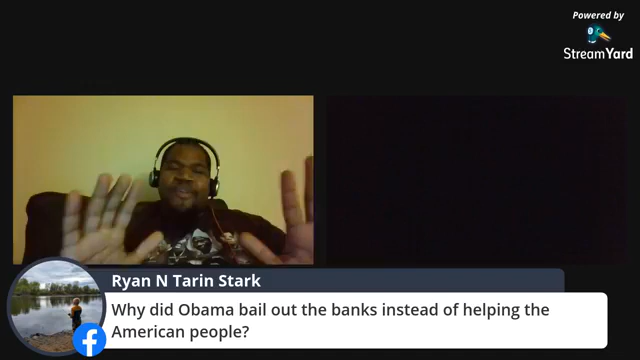 Powered by
StreamYard
Ryan N Tarin Stark
Why did Obama bail out the banks instead of helping the
American people?